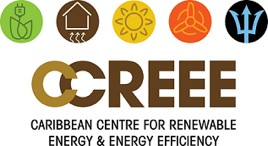 CCREEE
CARIBBEAN CENTRE FOR RENEWABLE
ENERGY & ENERGY EFFICIENCY